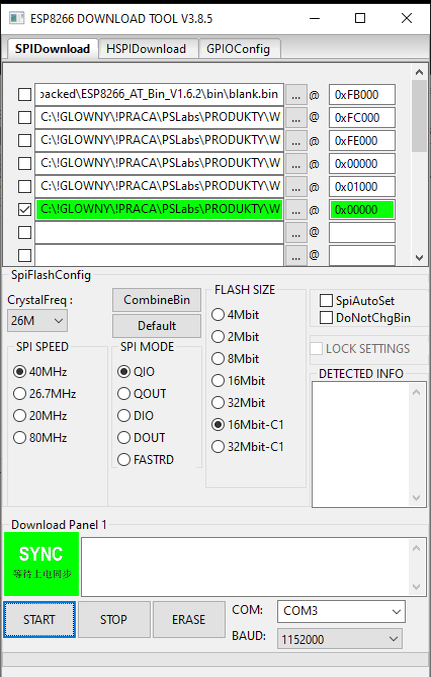 ESP8266 DOWNLOAD TOOL V3.8.5
SPIDownload HSPIDownload GPIOConfig
packed\ESP8266_AT_Bin_V1.6.2\bin\blank.bin ... @ 0xFB000
C:\!GLOWNY\!PRACA\PSLabs\PRODUKTY\W ... @ 0xFC000
C:\!GLOWNY\!PRACA\PSLabs\PRODUKTY\W ... @ 0xFE000
C:\!GLOWNY\!PRACA\PSLabs\PRODUKTY\W ... @ 0x00000
C:\!GLOWNY\!PRACA\PSLabs\PRODUKTY\W ... @ 0x01000
C:\!GLOWNY\!PRACA\PSLabs\PRODUKTY\W ... @ 0x00000
... @
... @
SpiFlashConfig
CrystalFreq :
26M
CombineBin
Default
SPI SPEED
40MHz
26.7MHz
20MHz
80MHz
SPI MODE
QIO
QOUT
DIO
DOUT
FASTRD
FLASH SIZE
4Mbit
2Mbit
8Mbit
16Mbit
32Mbit
16Mbit-C1
32Mbit-C1
SpiAutoSet
DoNotChgBin
LOCK SETTINGS
DETECTED INFO
Download Panel 1
SYNC
等待上电同步
START STOP ERASE
COM: COM3
BAUD: 1152000